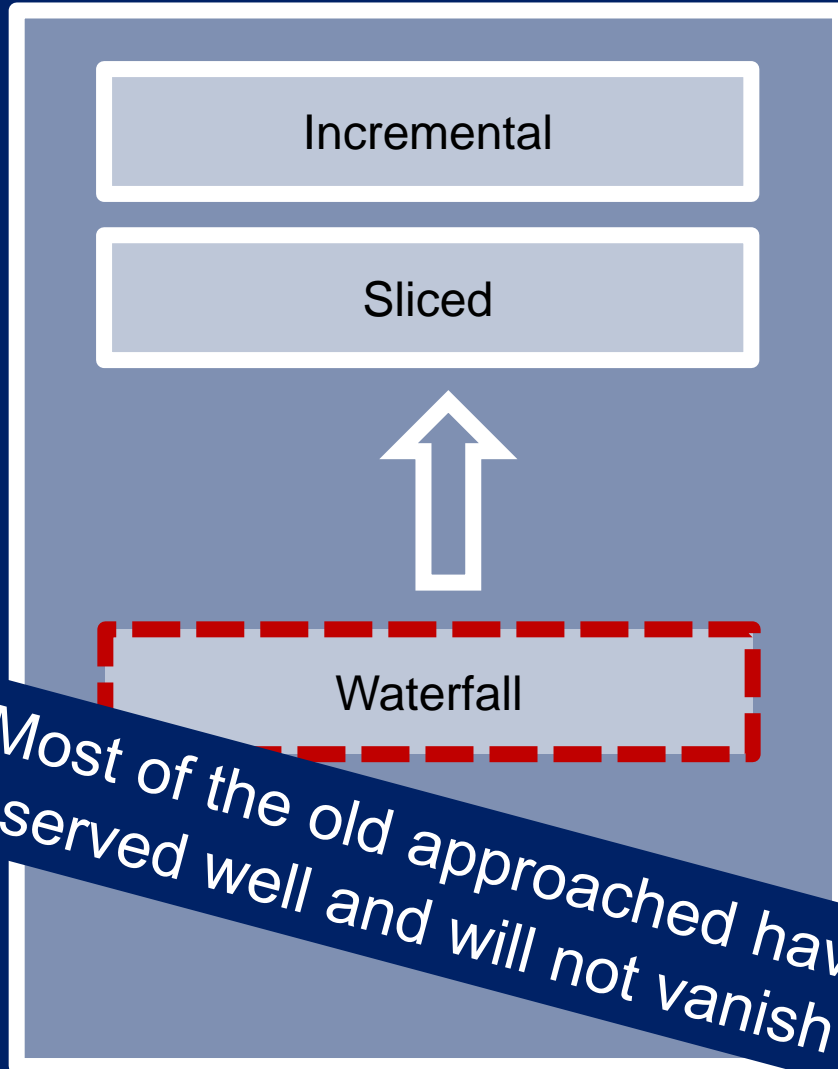 Incremental
Sliced
Waterfall
Most of the old approached hav
served well and will not vanish